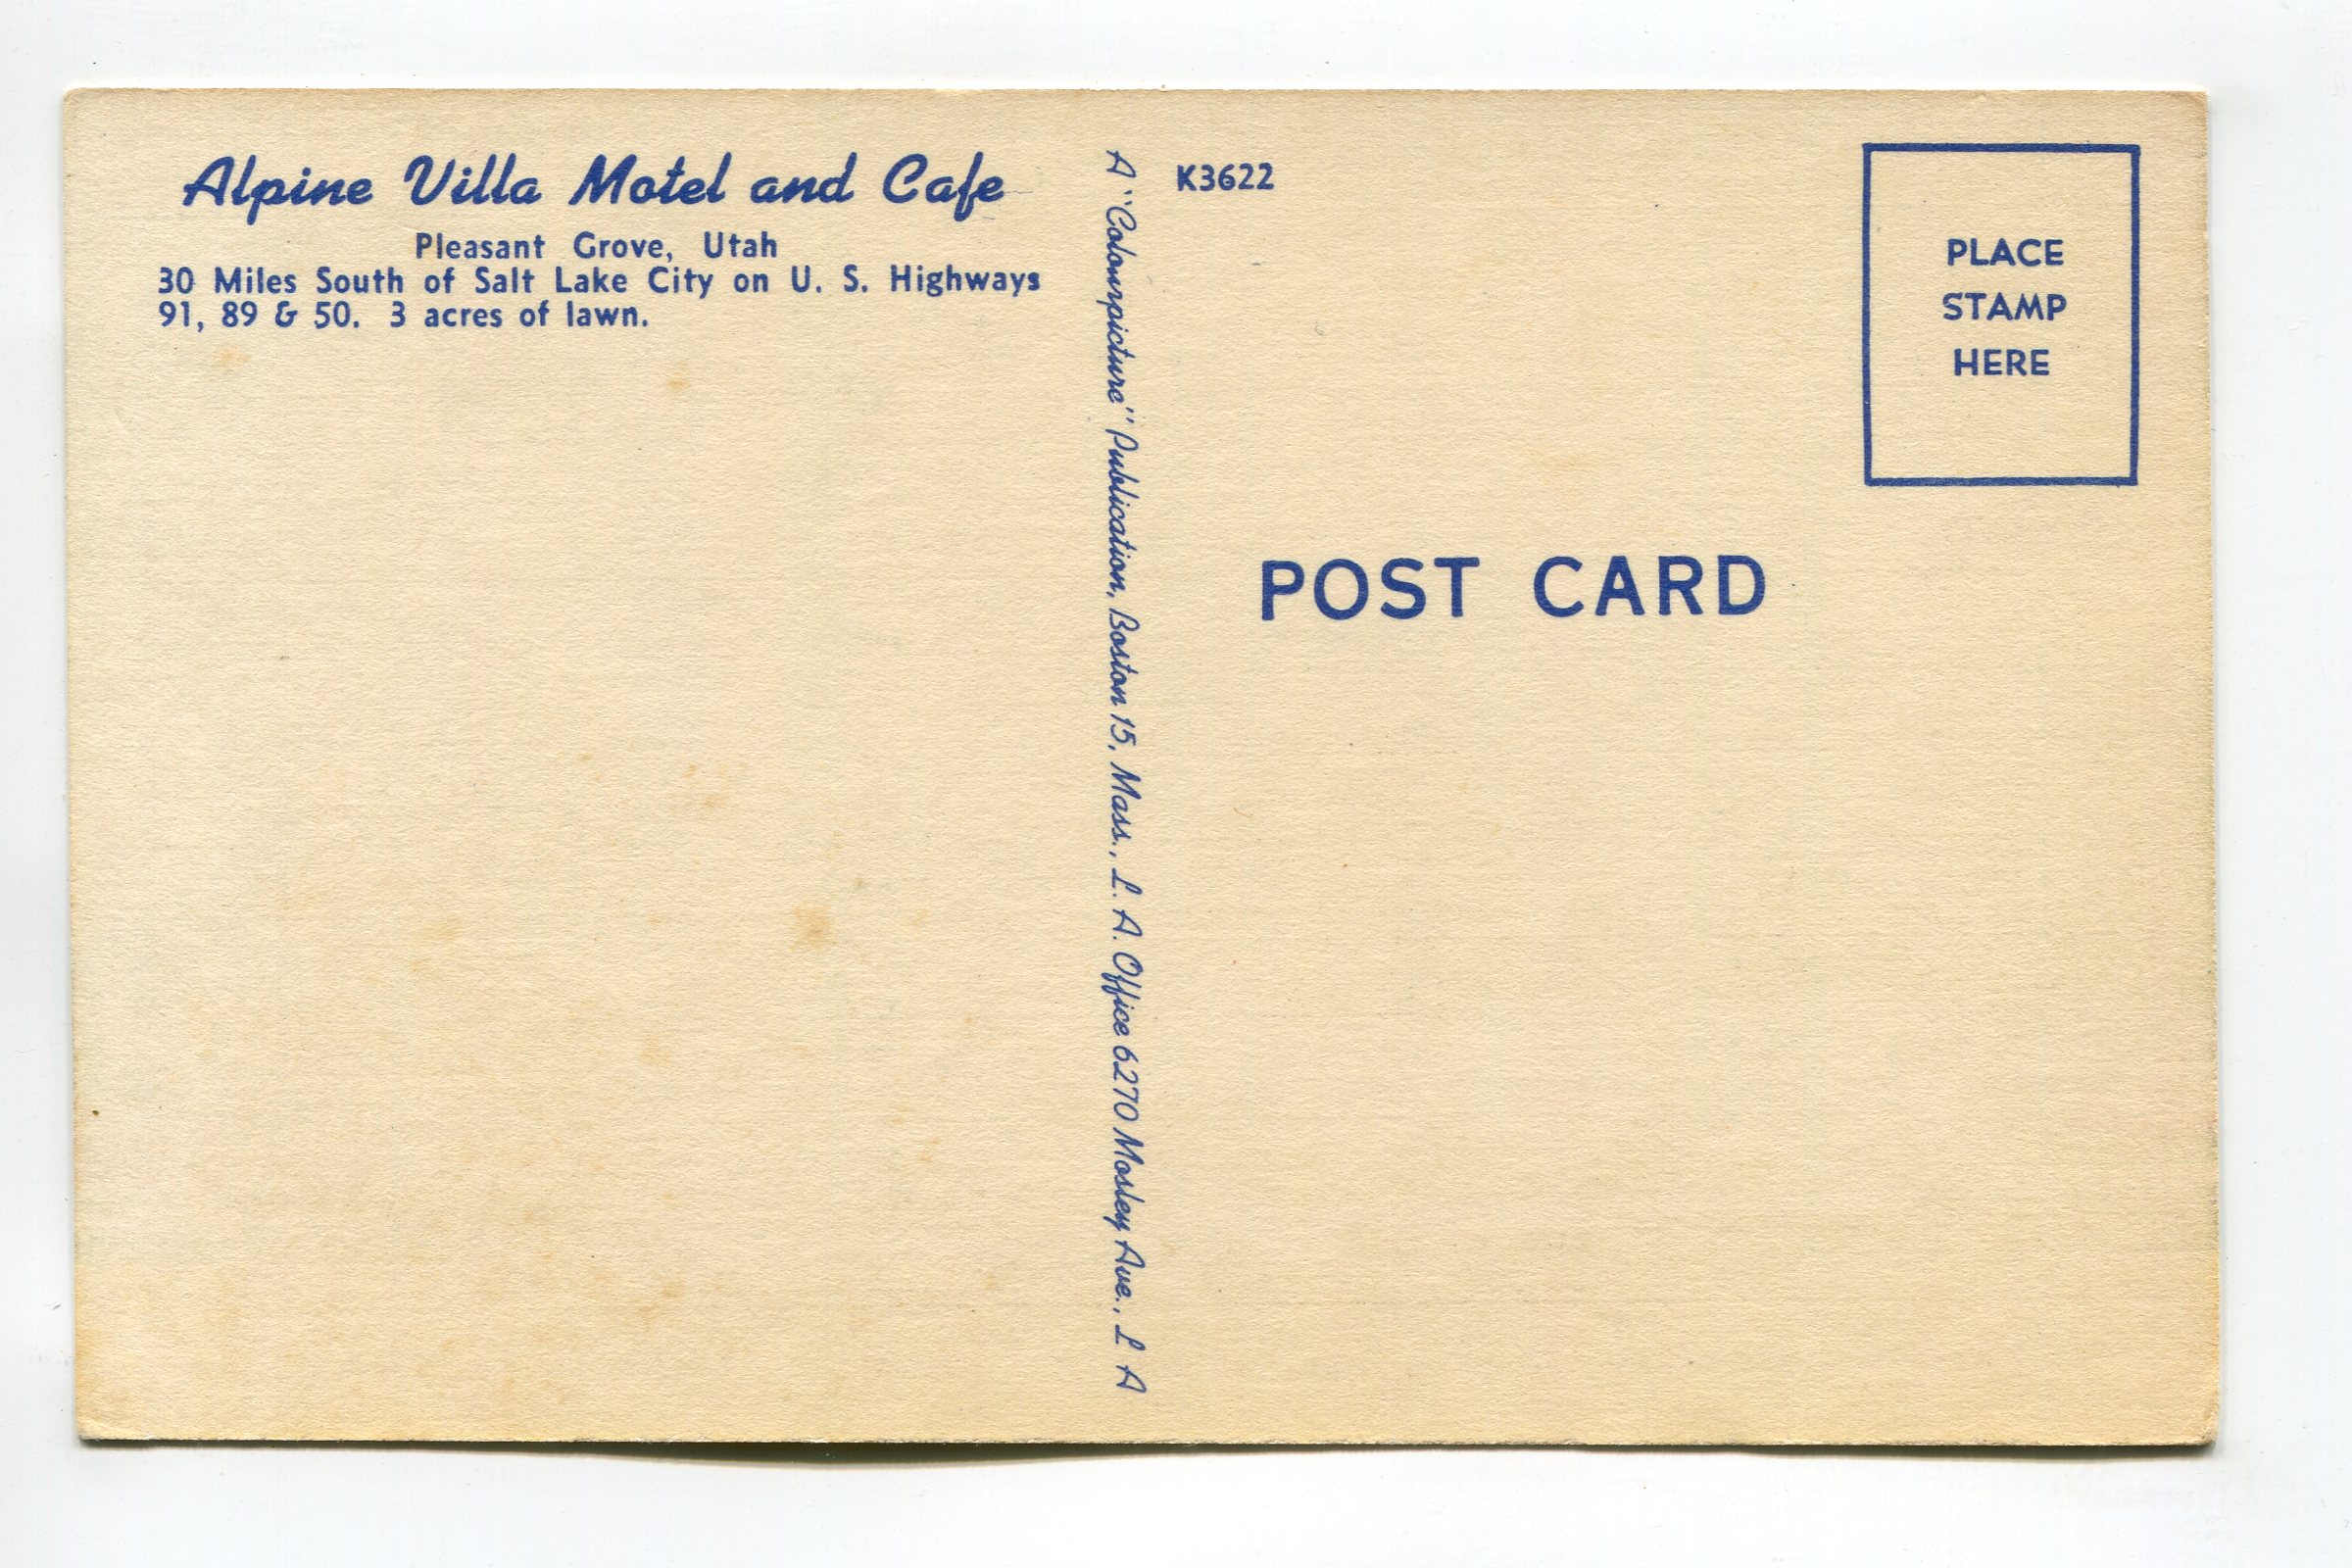 Alpine Villa Motel and Cafe
Pleasant Grove, Utah
30 Miles South of Salt Lake City on U. S. Highways
91, 89 & 50. 3 acres of lawn.
A "Colourpicture" Publication, Boston 15, Mass., L. A. Office 6270 Mosley Ave., L A
K3622
PLACE
STAMP
HERE
POST CARD